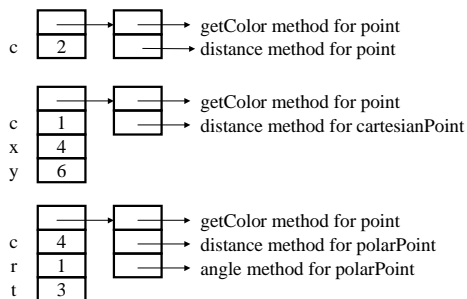 getColor method for point
c 2 distance method for point
getColor method for point
c 1 distance method for cartesianPoint
x 4
y 6
getColor method for point
c 4 distance method for polarPoint
r 1 angle method for polarPoint
t 3